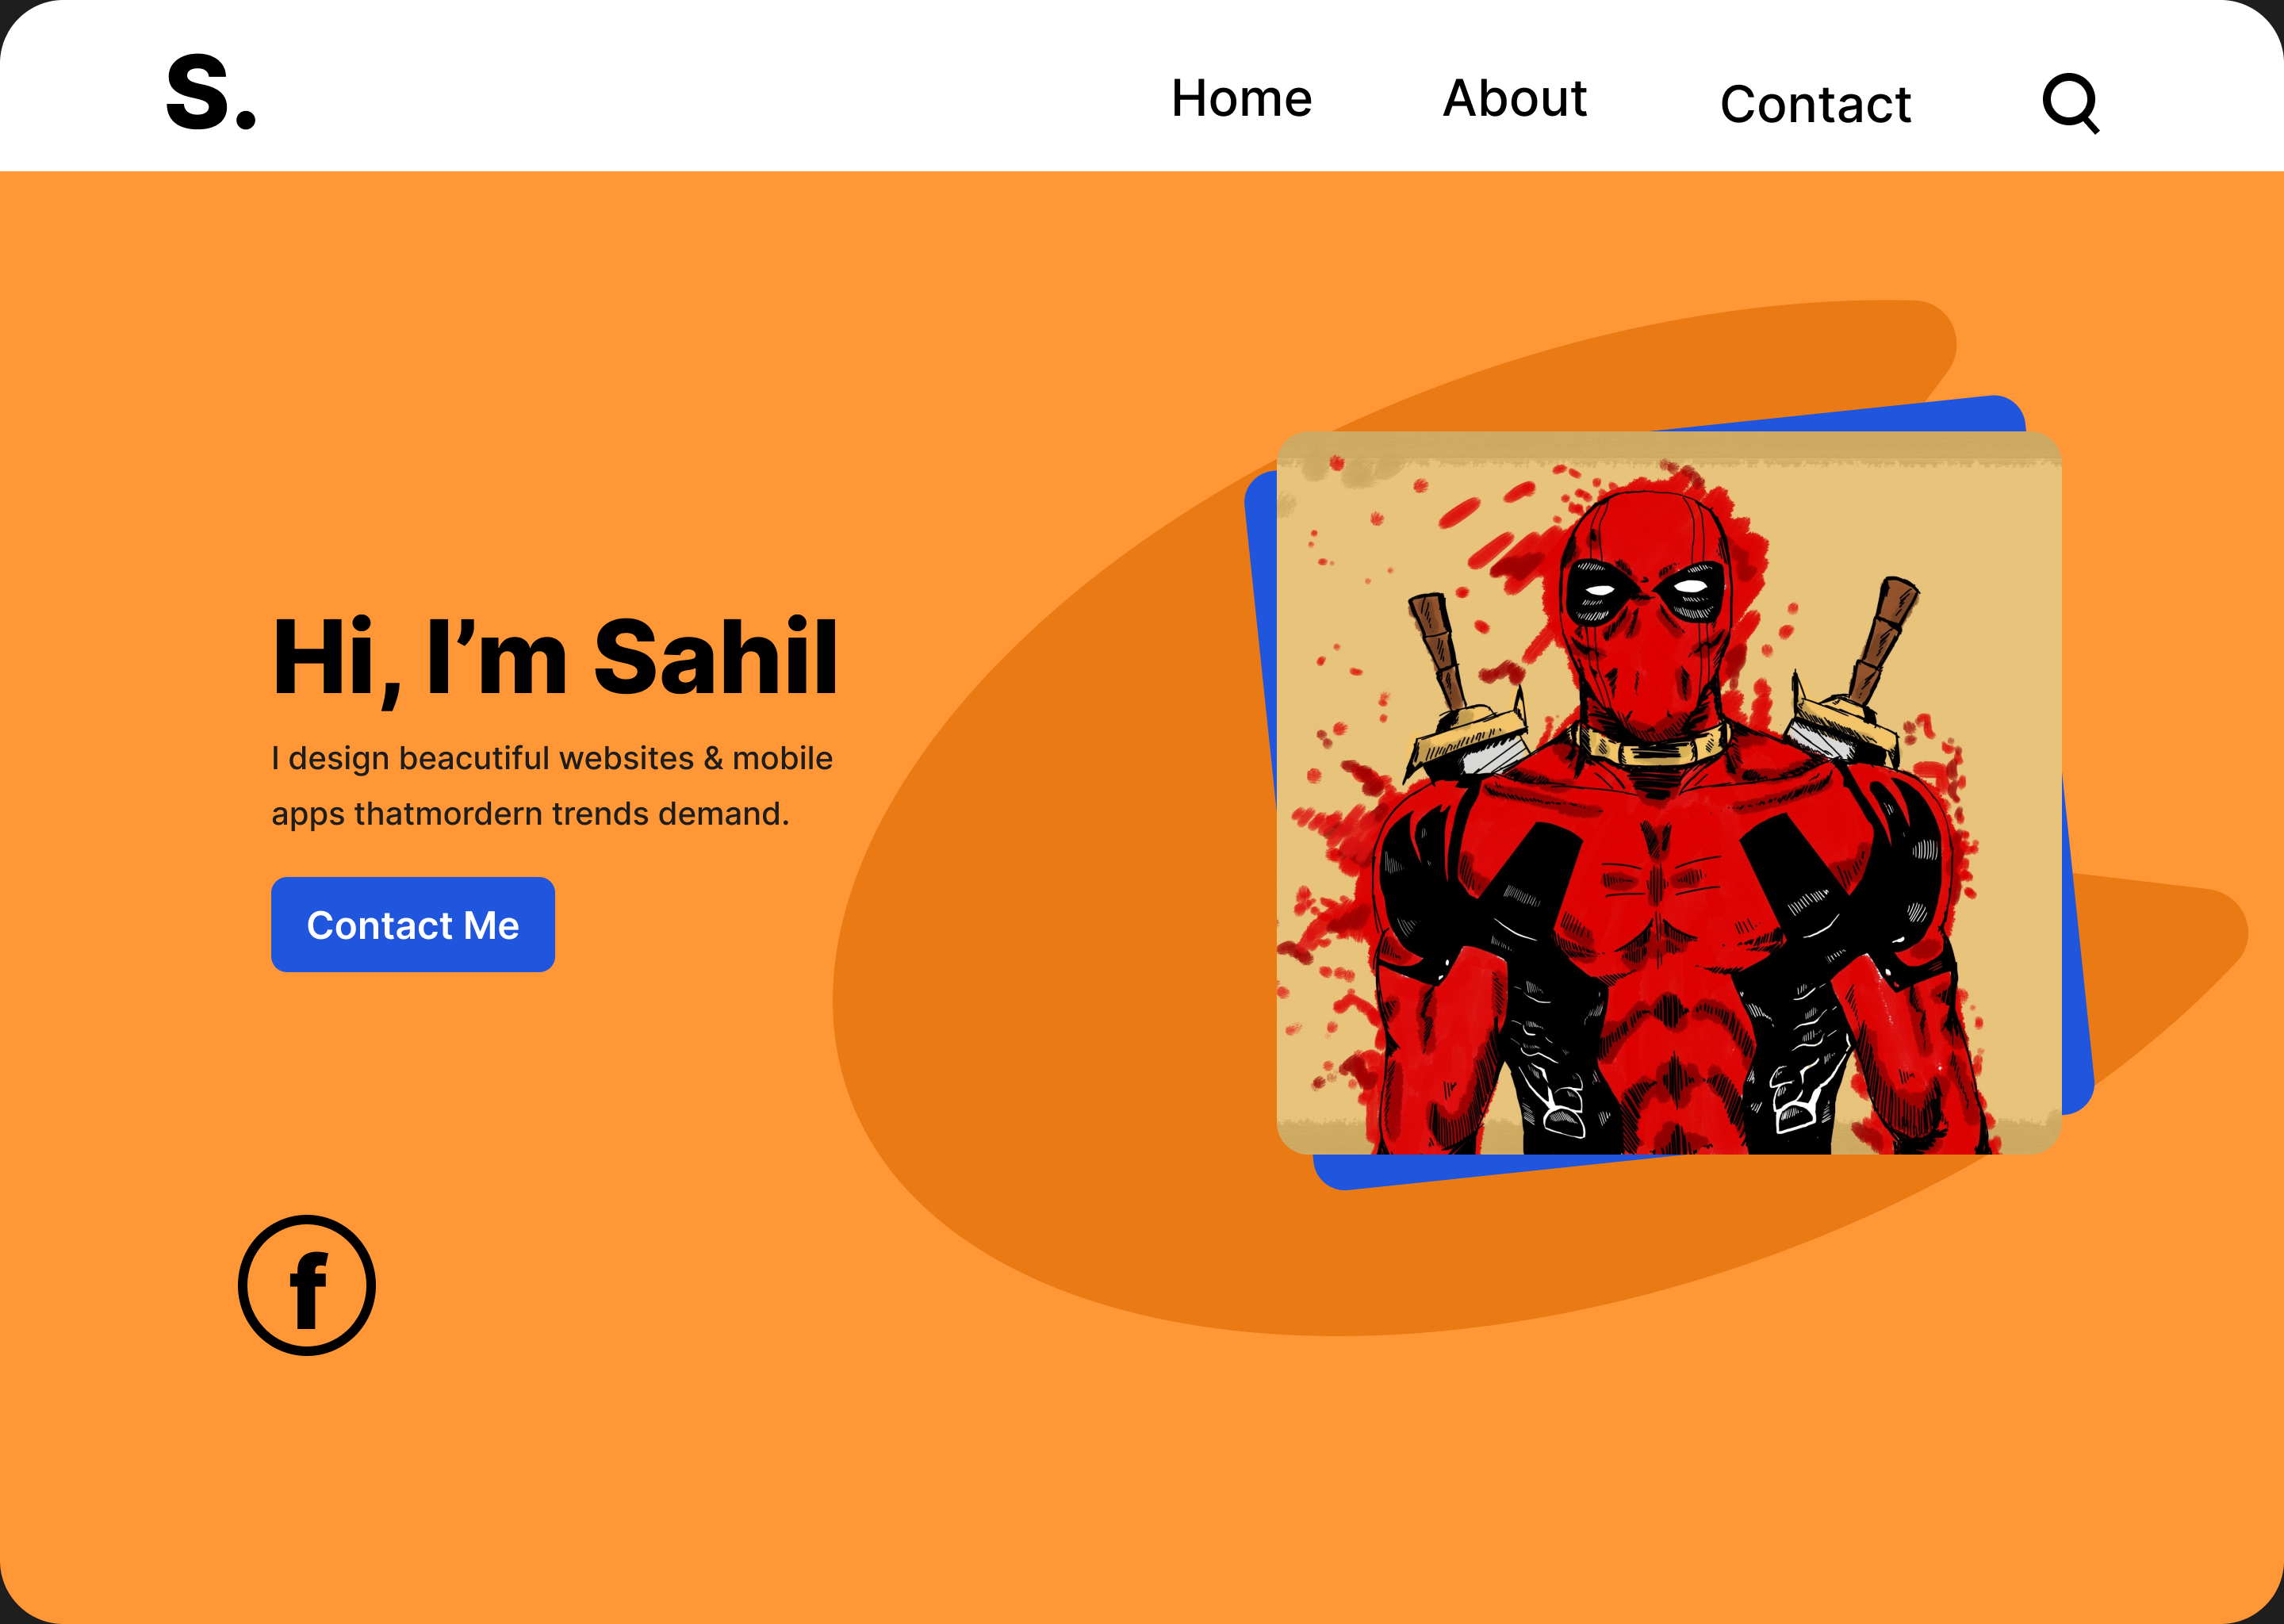 S.
Home About Contact
Hi, I’m Sahil
I design beacutiful websites & mobile
apps thatmordern trends demand.
Contact Me
f